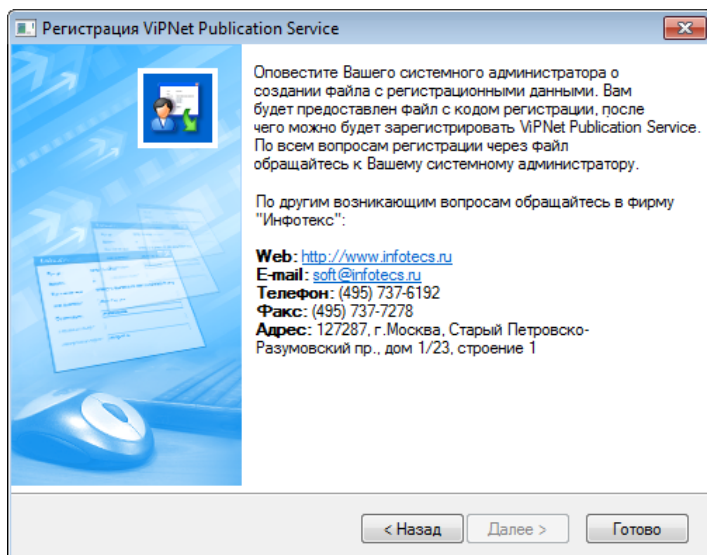 Регистрация ViPNet Publication Service
Оповестите Вашего системного администратора о
создании файла с регистрационными данными. Вам
будет предоставлен файл с кодом регистрации, после
чего можно будет зарегистрировать ViPNet Publication Service.
По всем вопросам регистрации через файл
обращайтесь к Вашему системному администратору.
По другим возникающим вопросам обращайтесь в фирму
"Инфотекс":
Web: http://www.infotecs.ru
E-mail: soft@infotecs.ru
Телефон: (495) 737-6192
Факс: (495) 737-7278
Адрес: 127287, г.Москва, Старый Петровско-
Разумовский пр., дом 1/23, строение 1
< Назад
Далее >
Готово